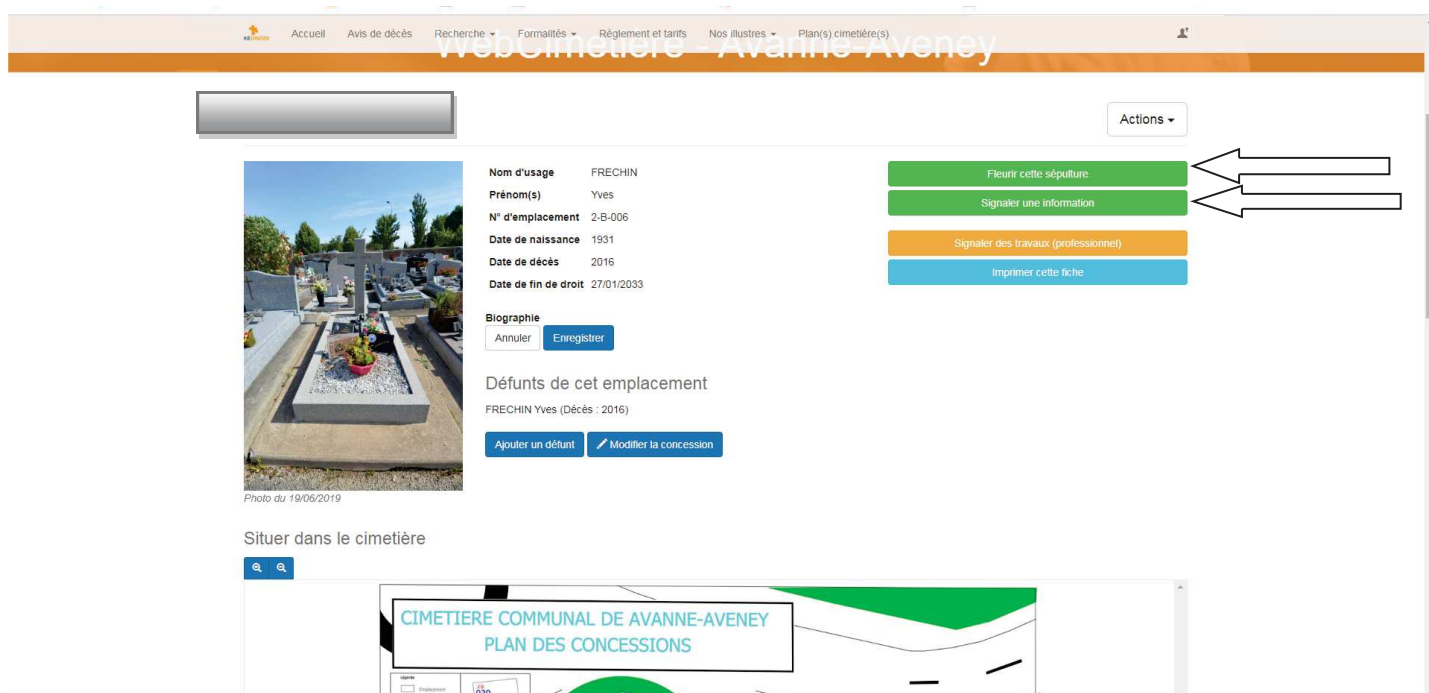 Accueil Avis de décès Recherche Formalités Règlement et tarifs Nos illustres Plan(s) cimetière(s)
WebCimetière - Avanne-Aveney
Actions
Nom d'usage FRECHIN
Prénom(s) Yves
N° d'emplacement 2-B-006
Date de naissance 1931
Date de décès 2016
Date de fin de droit 27/01/2033
Biographie
Annuler Enregistrer
Défunts de cet emplacement
FRECHIN Yves (Décès : 2016)
Ajouter un défunt Modifier la concession
Fleurir cette sépulture
Signaler une information
Signaler des travaux (professionnel)
Imprimer cette fiche
Photo du 19/06/2019
Situer dans le cimetière
CIMETIERE COMMUNAL DE AVANNE-AVENEY
PLAN DES CONCESSIONS
Emplacement